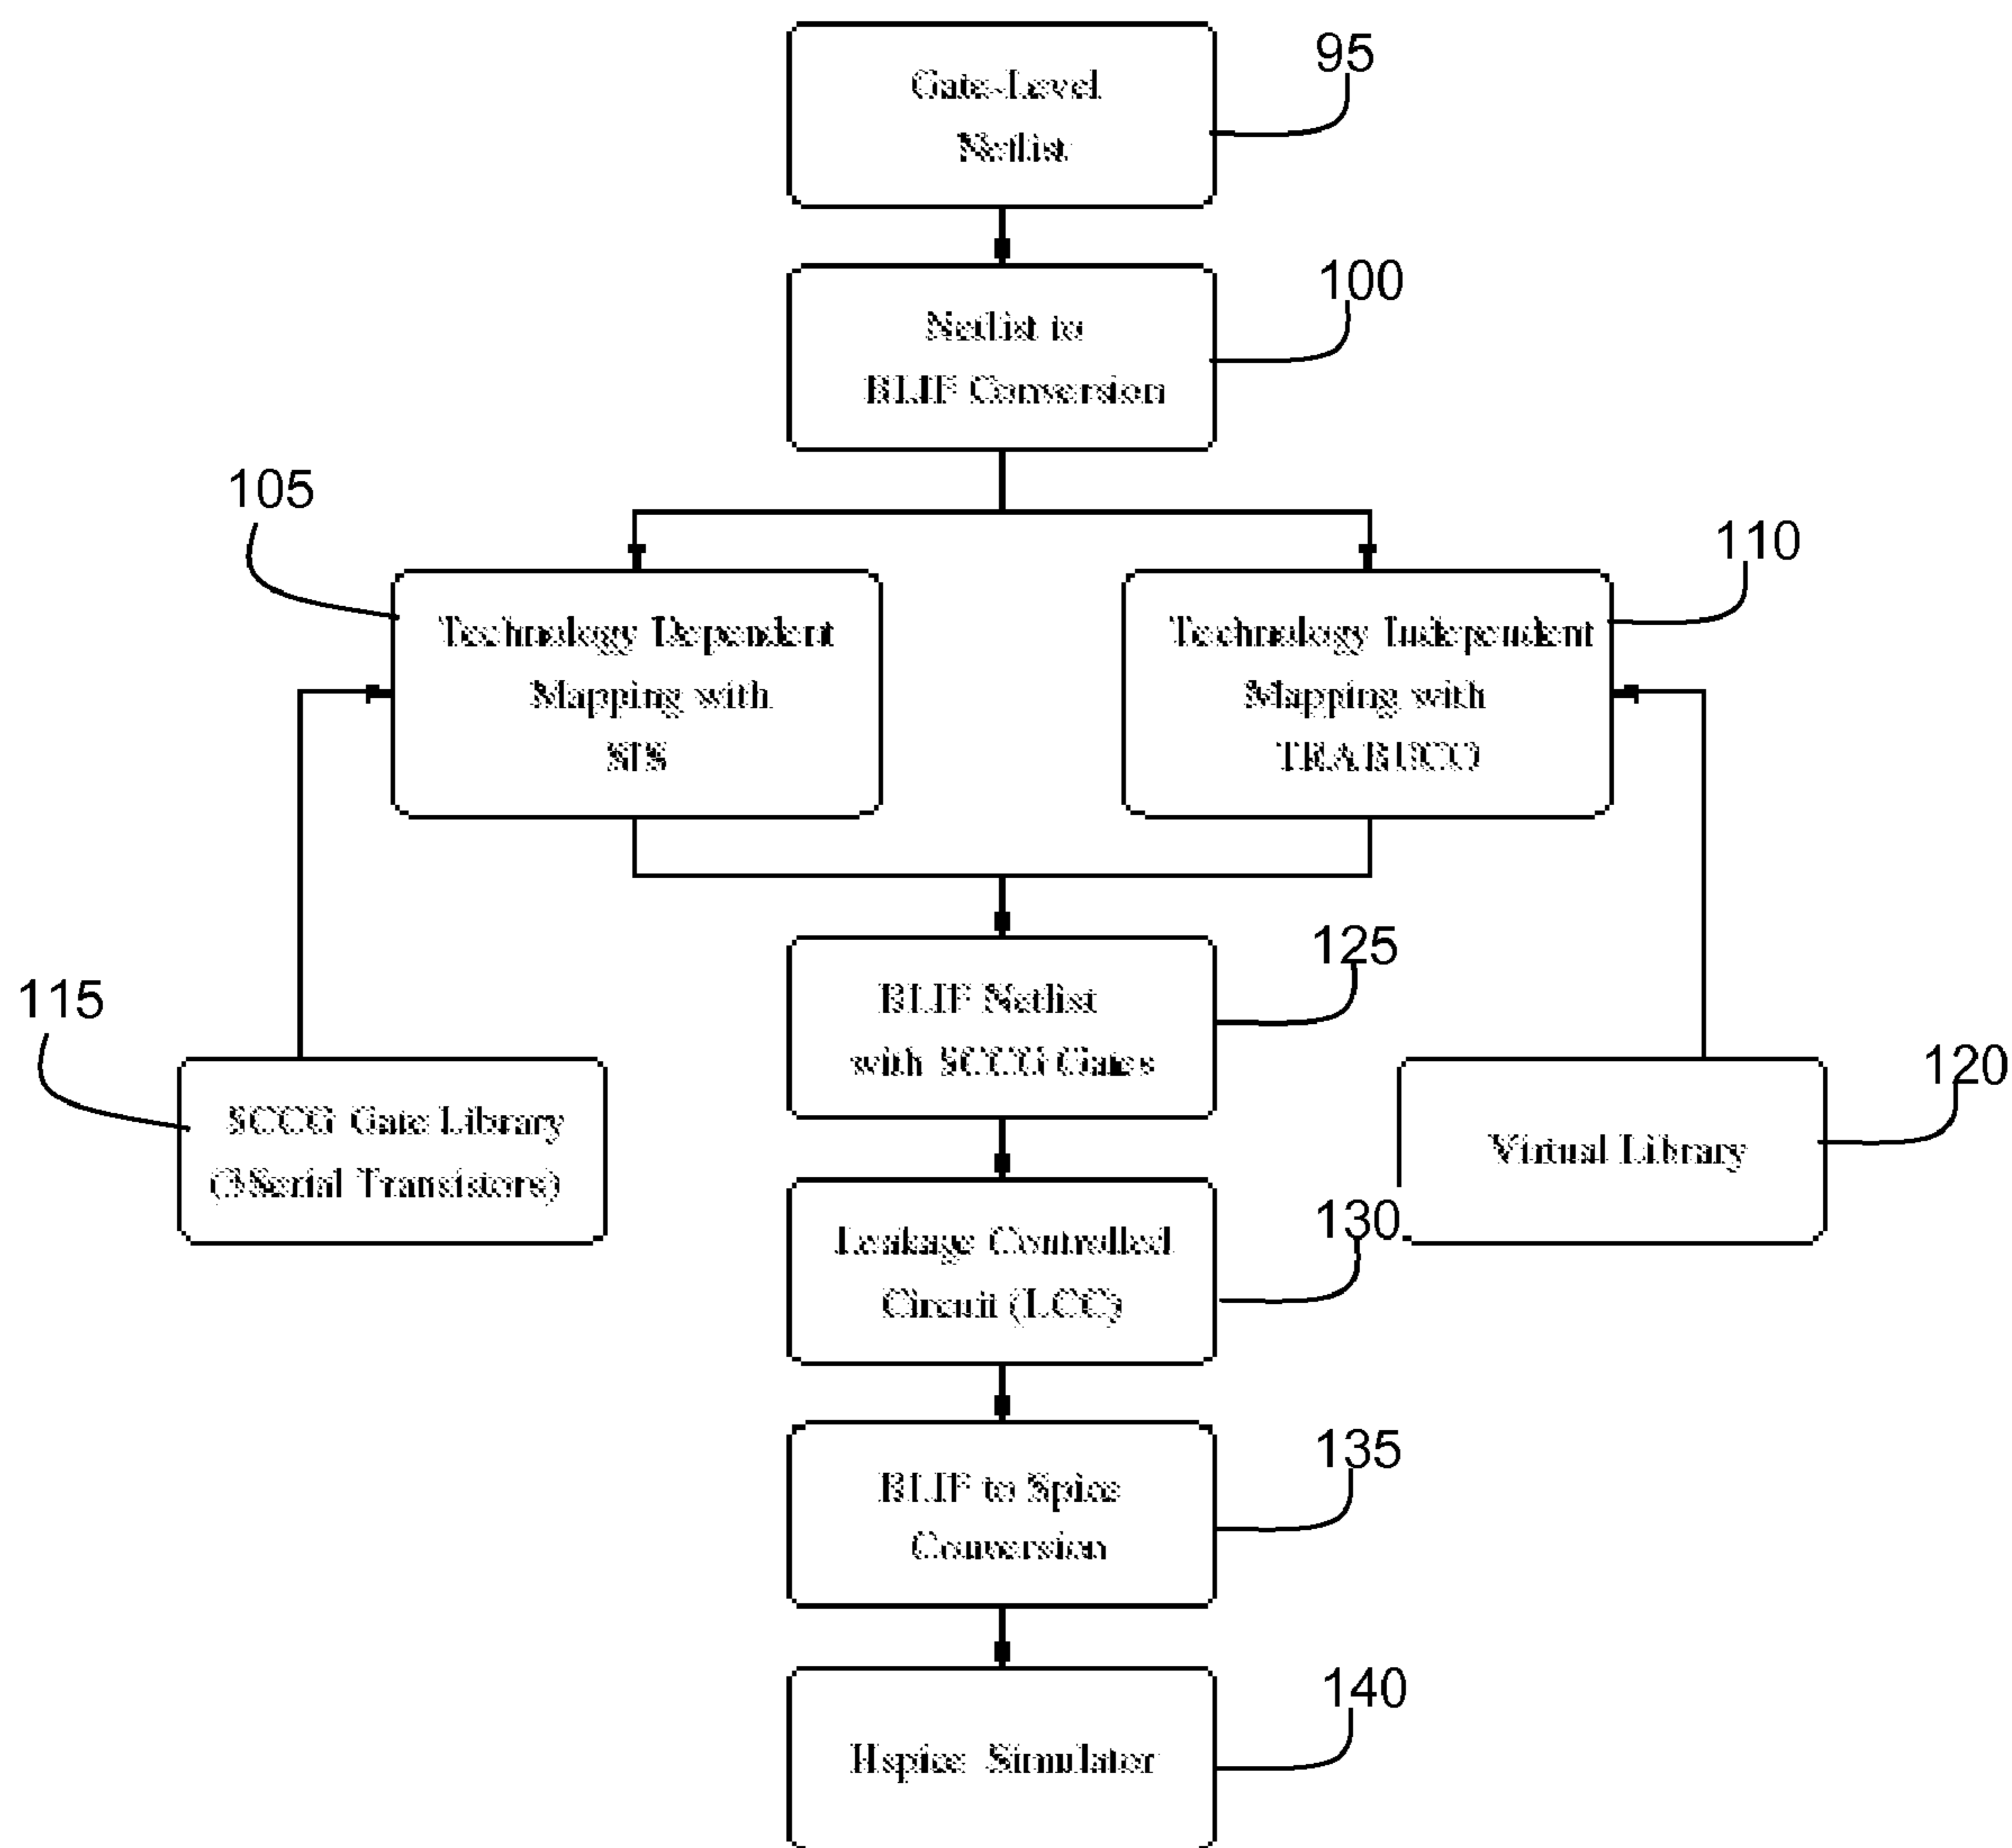 95
Gate-Level
Netlist
100
Netlist to
BLIF Conversion
105
110
Technology Dependent
Mapping with
SIS
Technology Independent
Mapping with
TRABUCO
125
BLIF Netlist
with SCCG Gates
115
120
SCCG Gate Library
(3Serial Transistors)
Virtual Library
130
Leakage Controlled
Circuit (LCC)
135
BLIF to Spice
Conversion
140
Hspice Simulator